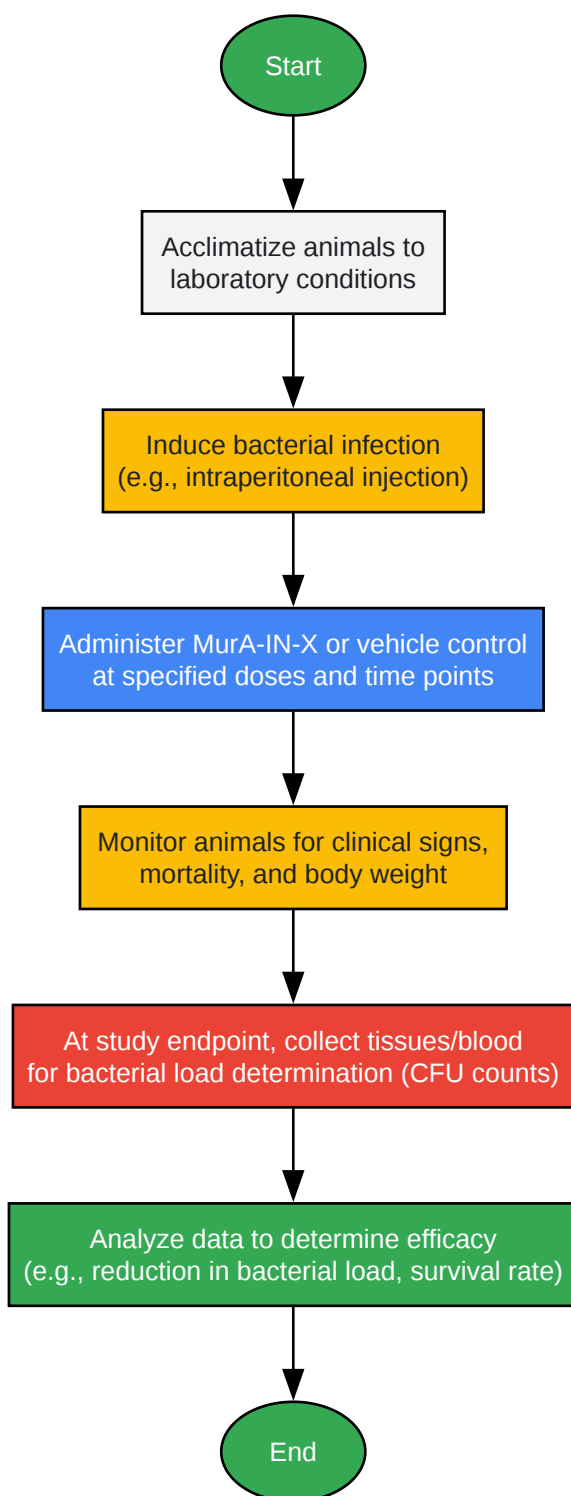 Start
Acclimatize animals to
laboratory conditions
Induce bacterial infection
(e.g., intraperitoneal injection)
Administer MurA-IN-X or vehicle control
at specified doses and time points
Monitor animals for clinical signs,
mortality, and body weight
At study endpoint, collect tissues/blood
for bacterial load determination (CFU counts)
Analyze data to determine efficacy
(e.g., reduction in bacterial load, survival rate)
End